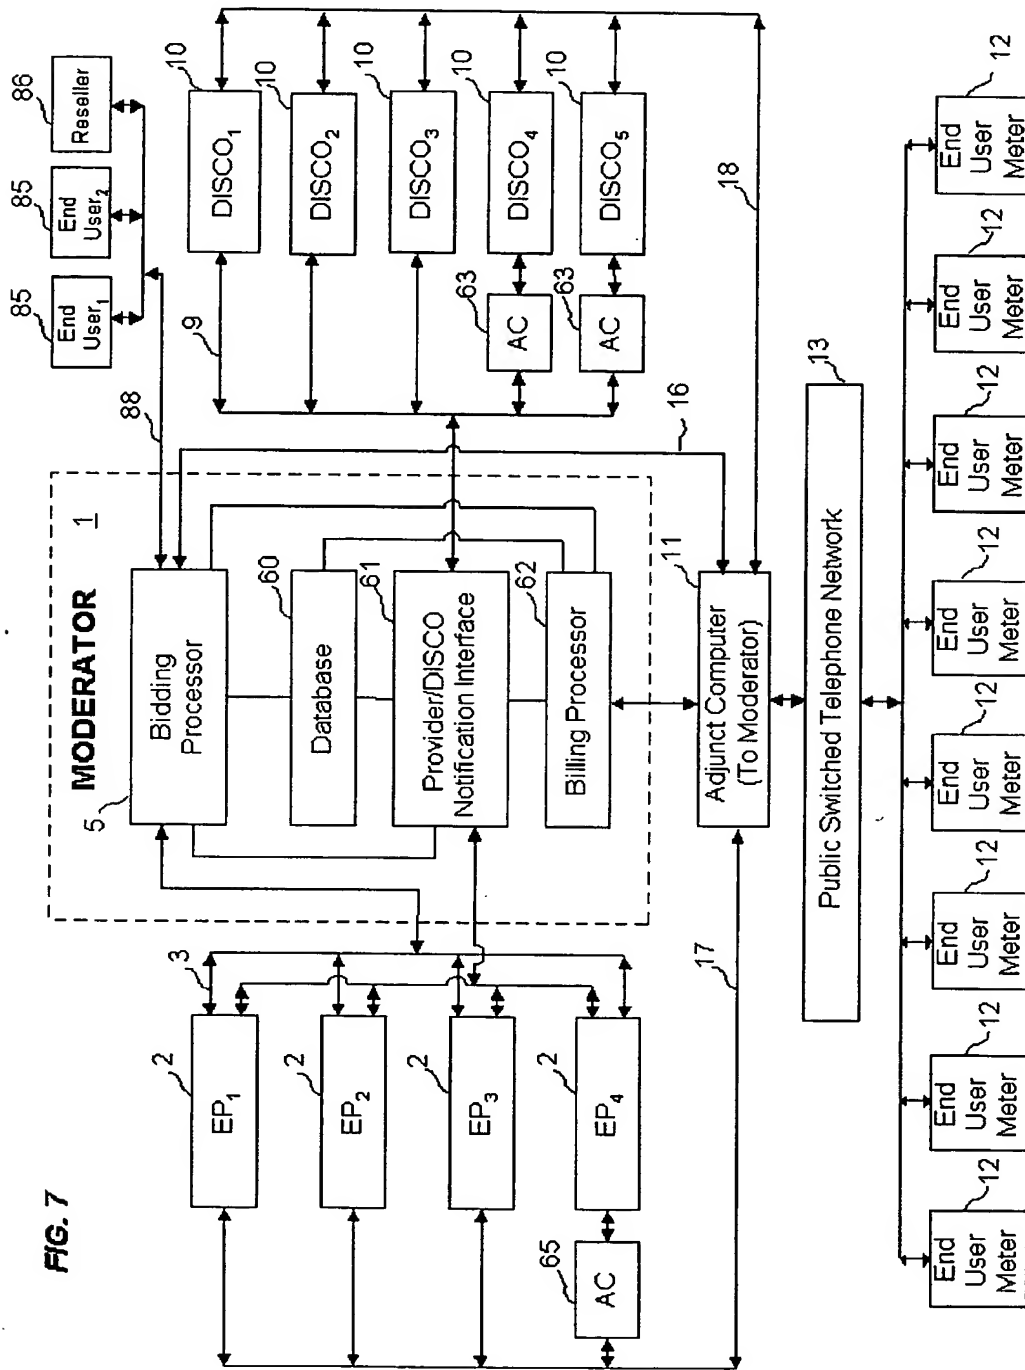 FIG. 7
MODERATOR
1
5
Bidding
Processor
60
Database
61
Provider/DISCO
Notification Interface
62
Billing Processor
3
2
EP1
2
EP2
2
EP3
2
EP4
65
AC
85
End
User1
85
End
User2
86
Reseller
88
9
10
DISCO1
10
DISCO2
10
DISCO3
10
DISCO4
10
DISCO5
63
AC
63
AC
16
17
18
11
Adjunct Computer
(To Moderator)
13
Public Switched Telephone Network
12
End
User
Meter
12
End
User
Meter
12
End
User
Meter
12
End
User
Meter
12
End
User
Meter
12
End
User
Meter
12
End
User
Meter
12
End
User
Meter